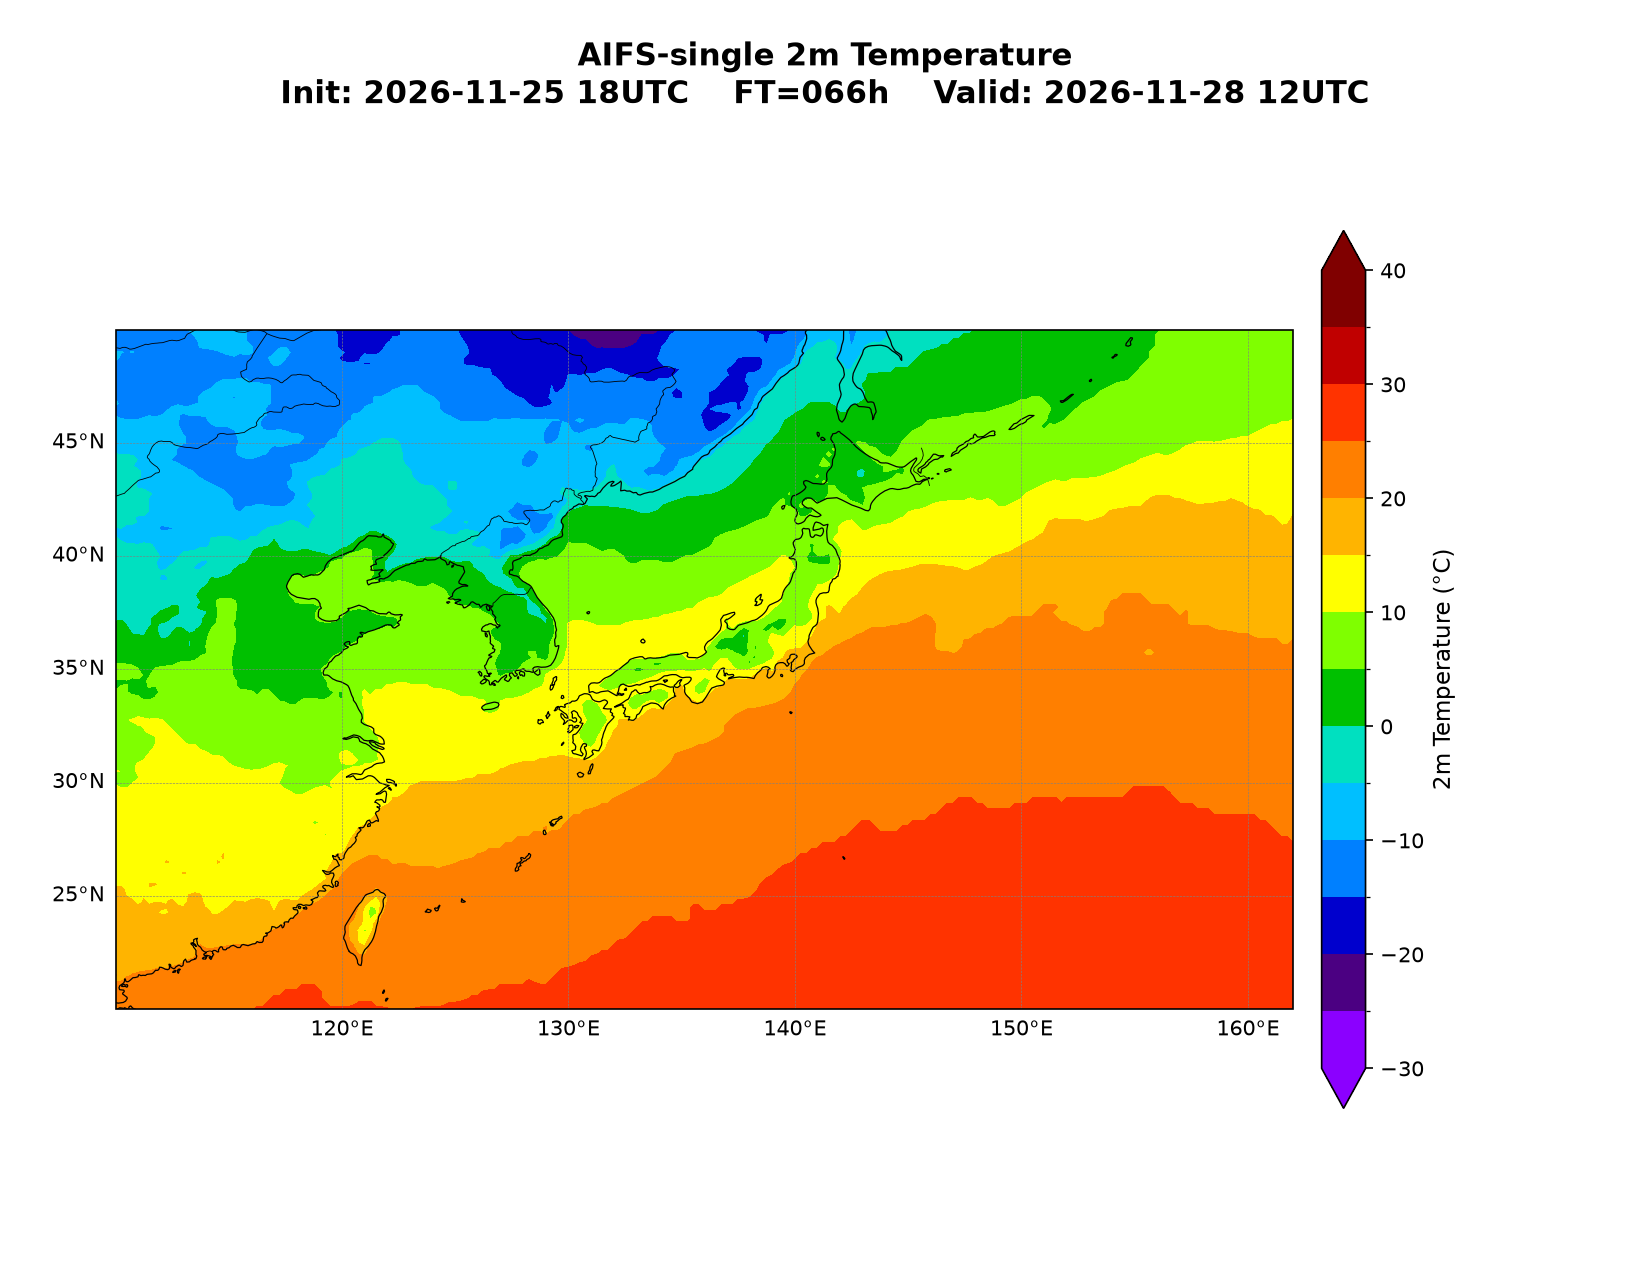 AIFS-single 2m Temperature
Init: 2026-11-25 18UTC    FT=066h    Valid: 2026-11-28 12UTC
45°N
40°N
35°N
30°N
25°N
120°E
130°E
140°E
150°E
160°E
40
30
20
10
0
−10
−20
−30
2m Temperature (°C)